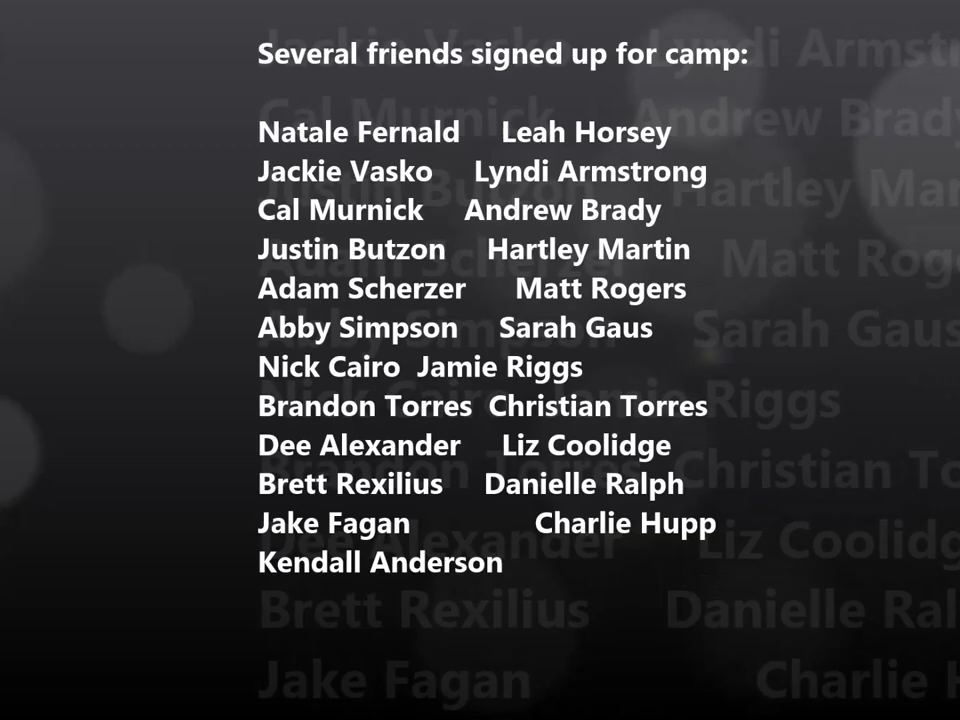 Several friends signed up for camp:
Natale Fernald Leah Horsey
Jackie Vasko Lyndi Armstrong
Cal Murnick Andrew Brady
Justin Butzon Hartley Martin
Adam Scherzer Matt Rogers
Abby Simpson Sarah Gaus
Nick Cairo Jamie Riggs
Brandon Torres Christian Torres
Dee Alexander Liz Coolidge
Brett Rexilius Danielle Ralph
Jake Fagan Charlie Hupp
Kendall Anderson